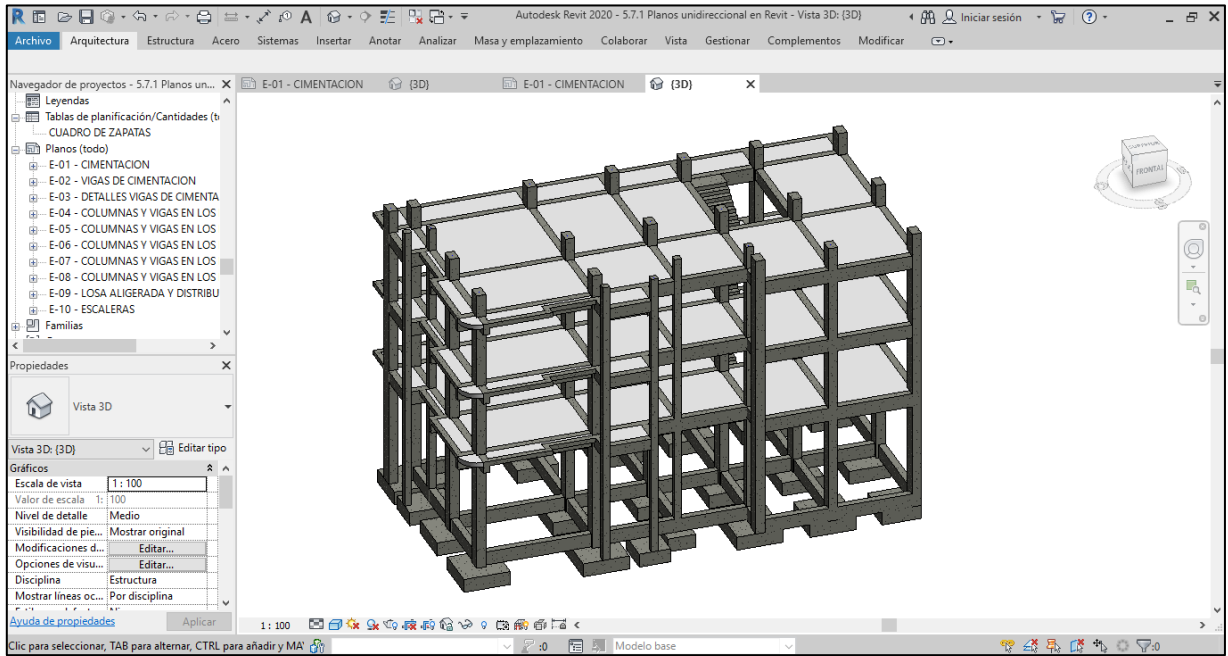 Autodesk Revit 2020 - 5.7.1 Planos unidireccional en Revit - Vista 3D: {3D}
Iniciar sesión
Archivo Arquitectura Estructura Acero Sistemas Insertar Anotar Analizar Masa y emplazamiento Colaborar Vista Gestionar Complementos Modificar
Navegador de proyectos - 5.7.1 Planos un...
E-01 - CIMENTACION {3D} E-01 - CIMENTACION {3D}
Leyendas
Tablas de planificación/Cantidades (t
CUADRO DE ZAPATAS
Planos (todo)
E-01 - CIMENTACION
E-02 - VIGAS DE CIMENTACION
E-03 - DETALLES VIGAS DE CIMENTA
E-04 - COLUMNAS Y VIGAS EN LOS
E-05 - COLUMNAS Y VIGAS EN LOS
E-06 - COLUMNAS Y VIGAS EN LOS
E-07 - COLUMNAS Y VIGAS EN LOS
E-08 - COLUMNAS Y VIGAS EN LOS
E-09 - LOSA ALIGERADA Y DISTRIBU
E-10 - ESCALERAS
Familias
FRONTAL
Propiedades
Vista 3D
Vista 3D: {3D} Editar tipo
Gráficos
Escala de vista 1 : 100
Valor de escala 1: 100
Nivel de detalle Medio
Visibilidad de pie... Mostrar original
Modificaciones d... Editar...
Opciones de visu... Editar...
Disciplina Estructura
Mostrar líneas oc... Por disciplina
Ayuda de propiedades Aplicar
1 : 100
Clic para seleccionar, TAB para alternar, CTRL para añadir y MA
:0 Modelo base :0